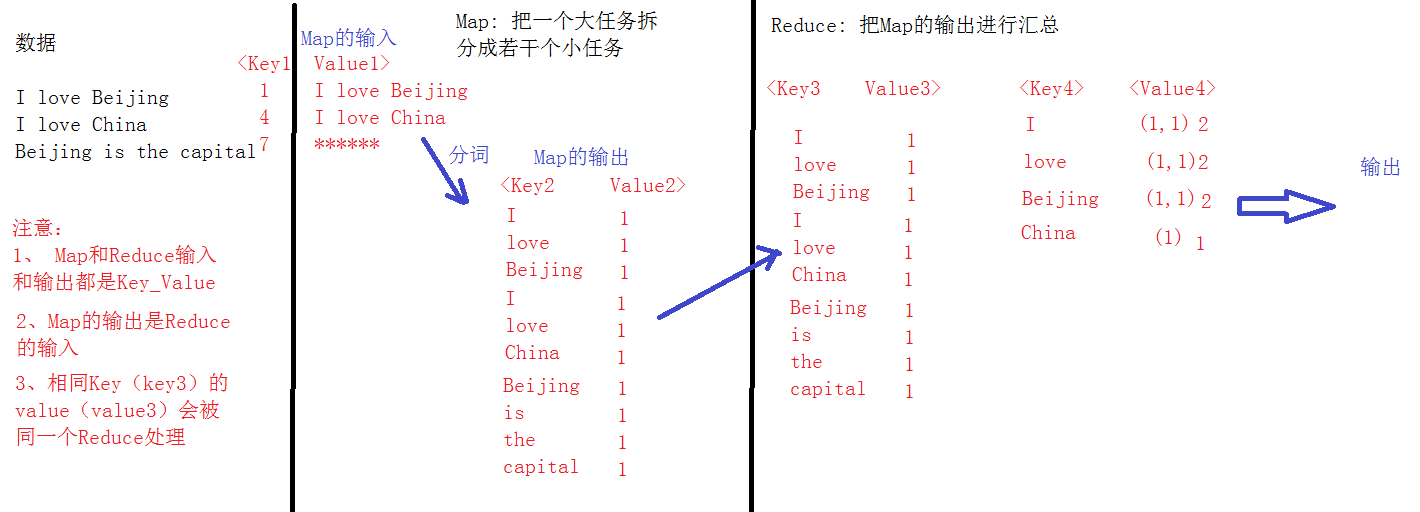 数据
I love Beijing
I love China
Beijing is the capital
注意：
1、 Map和Reduce输入
和输出都是Key_Value
2、Map的输出是Reduce
的输入
3、相同Key（key3）的
value（value3）会被
同一个Reduce处理
Map的输入
Map: 把一个大任务拆
分成若干个小任务
<Key1 Value1>
1 I love Beijing
4 I love China
7 ******
分词
Map的输出
<Key2 Value2>
I 1
love 1
Beijing 1
I 1
love 1
China 1
Beijing 1
is 1
the 1
capital 1
Reduce: 把Map的输出进行汇总
<Key3 Value3>
I 1
love 1
Beijing 1
I 1
love 1
China 1
Beijing 1
is 1
the 1
capital 1
<Key4> <Value4>
I (1,1) 2
love (1,1) 2
Beijing (1,1) 2
China (1) 1
输出